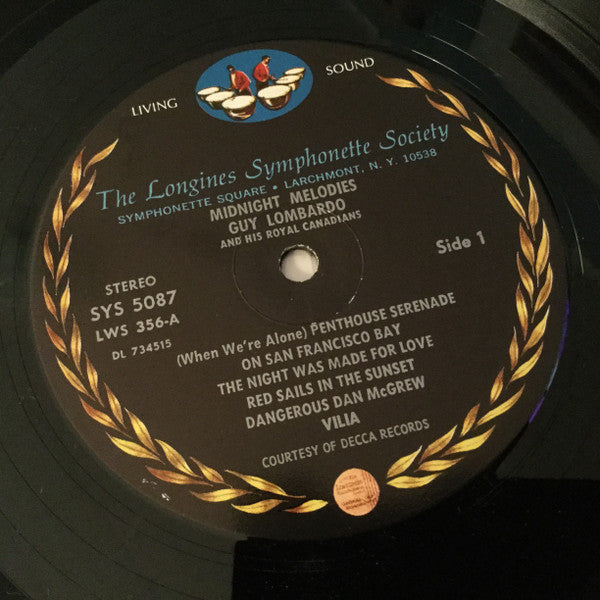 LIVING SOUND
The Longines Symphonette Society
SYMPHONETTE SQUARE • LARCHMONT, N. Y. 10538
MIDNIGHT MELODIES
GUY LOMBARDO
AND HIS ROYAL CANADIANS
STEREO
SYS 5087
LWS 356-A
DL 734515
Side 1
(When We're Alone) PENTHOUSE SERENADE
ON SAN FRANCISCO BAY
THE NIGHT WAS MADE FOR LOVE
RED SAILS IN THE SUNSET
DANGEROUS DAN McGREW
VILIA
COURTESY OF DECCA RECORDS